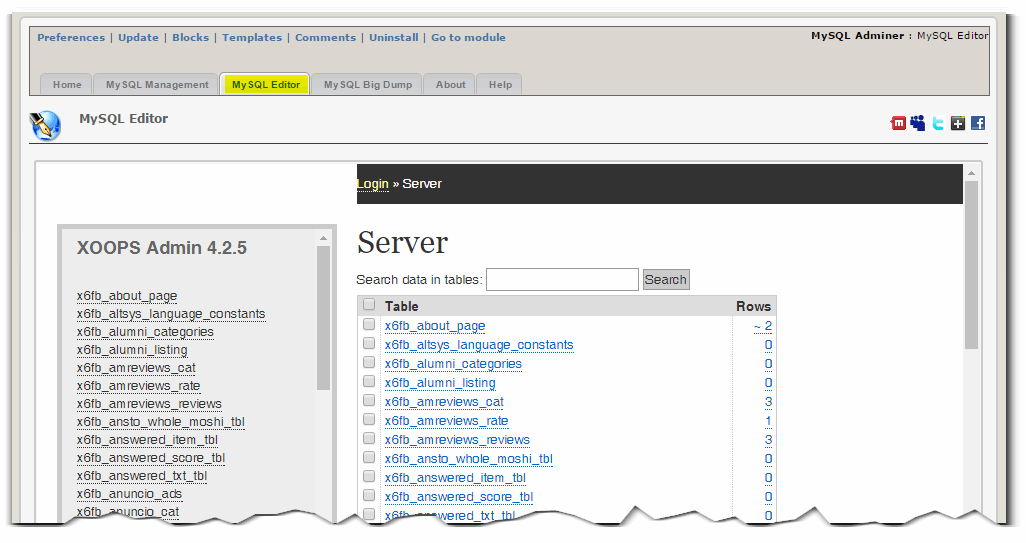 Preferences | Update | Blocks | Templates | Comments | Uninstall | Go to module
MySQL Adminer : MySQL Editor
Home MySQL Management MySQL Editor MySQL Big Dump About Help
MySQL Editor
Login » Server
XOOPS Admin 4.2.5
x6fb_about_page
x6fb_altsys_language_constants
x6fb_alumni_categories
x6fb_alumni_listing
x6fb_amreviews_cat
x6fb_amreviews_rate
x6fb_amreviews_reviews
x6fb_ansto_whole_moshi_tbl
x6fb_answered_item_tbl
x6fb_answered_score_tbl
x6fb_answered_txt_tbl
x6fb_anuncio_ads
x6fb_anuncio_cat
Server
Search data in tables: Search
Table Rows
x6fb_about_page ~ 2
x6fb_altsys_language_constants 0
x6fb_alumni_categories 0
x6fb_alumni_listing 0
x6fb_amreviews_cat 3
x6fb_amreviews_rate 1
x6fb_amreviews_reviews 3
x6fb_ansto_whole_moshi_tbl 0
x6fb_answered_item_tbl 0
x6fb_answered_score_tbl 0
x6fb_answered_txt_tbl 0